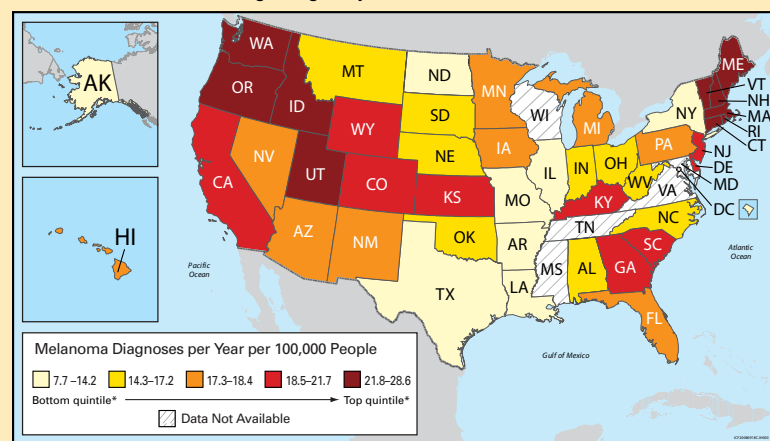 WA
ME
AK
MT
ND
VT
MN
OR
NH
ID
WI
MA
SD
NY
WY
MI
RI
CT
IA
PA
NE
NV
NJ
OH
IN
IL
UT
DE
CA
CO
WV
MD
KS
VA
MO
KY
DC
HI
NC
TN
OK
AZ
NM
AR
SC
Atlantic
Ocean
MS
AL
GA
Pacific
Ocean
LA
TX
FL
Melanoma Diagnoses per Year per 100,000 People
Gulf of Mexico
7.7 –14.2 14.3–17.2 17.3–18.4 18.5–21.7 21.8–28.6
Bottom quintile* Top quintile*
Data Not Available